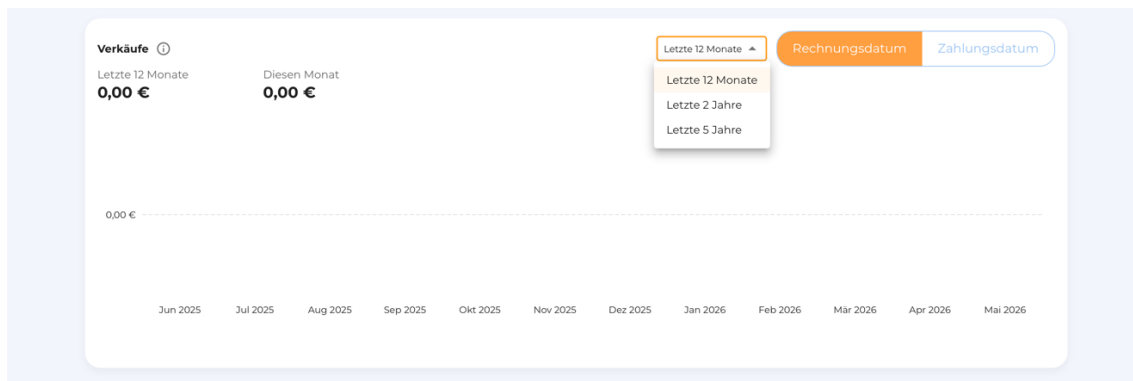 Verkäufe
Letzte 12 Monate
Rechnungsdatum
Zahlungsdatum
Letzte 12 Monate
0,00 €
Diesen Monat
0,00 €
Letzte 12 Monate
Letzte 2 Jahre
Letzte 5 Jahre
0,00 €
Jun 2025 Jul 2025 Aug 2025 Sep 2025 Okt 2025 Nov 2025 Dez 2025 Jan 2026 Feb 2026 Mär 2026 Apr 2026 Mai 2026